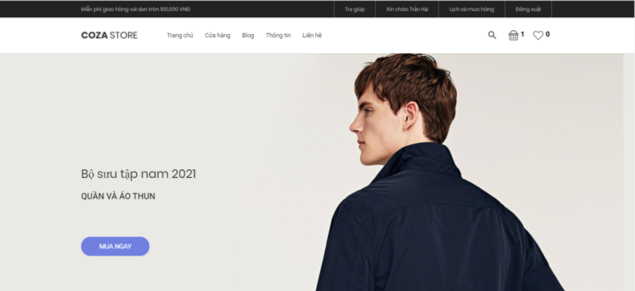 Miễn phí giao hàng với đơn trên 100,000 VNĐ
Trợ giúp
Xin chào: Trần Hải
Lịch sử mua hàng
Đăng xuất
COZA STORE
Trang chủ
Cửa hàng
Blog
Thông tin
Liên hệ
1
0
Bộ sưu tập nam 2021
QUẦN VÀ ÁO THUN
MUA NGAY